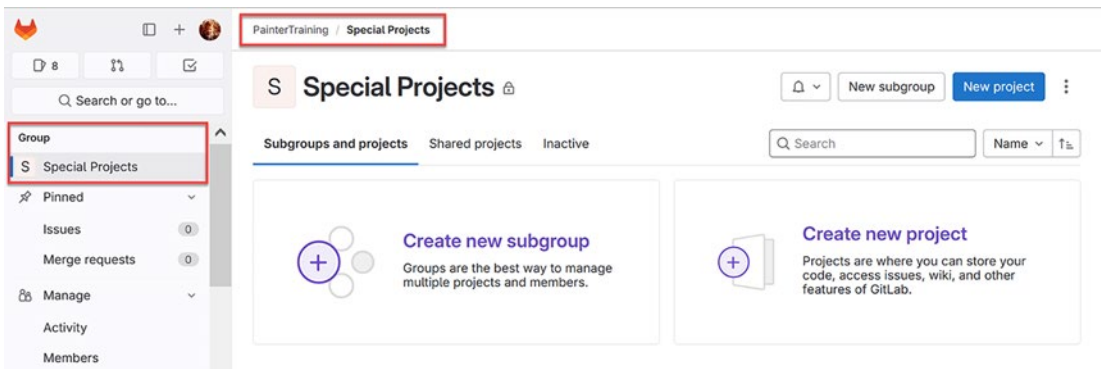 PainterTraining / Special Projects
8
Search or go to...
Group
S Special Projects
Pinned
Issues 0
Merge requests 0
Manage
Activity
Members
S Special Projects
New subgroup
New project
Subgroups and projects Shared projects Inactive
Search
Name
Create new subgroup
Groups are the best way to manage
multiple projects and members.
Create new project
Projects are where you can store your
code, access issues, wiki, and other
features of GitLab.